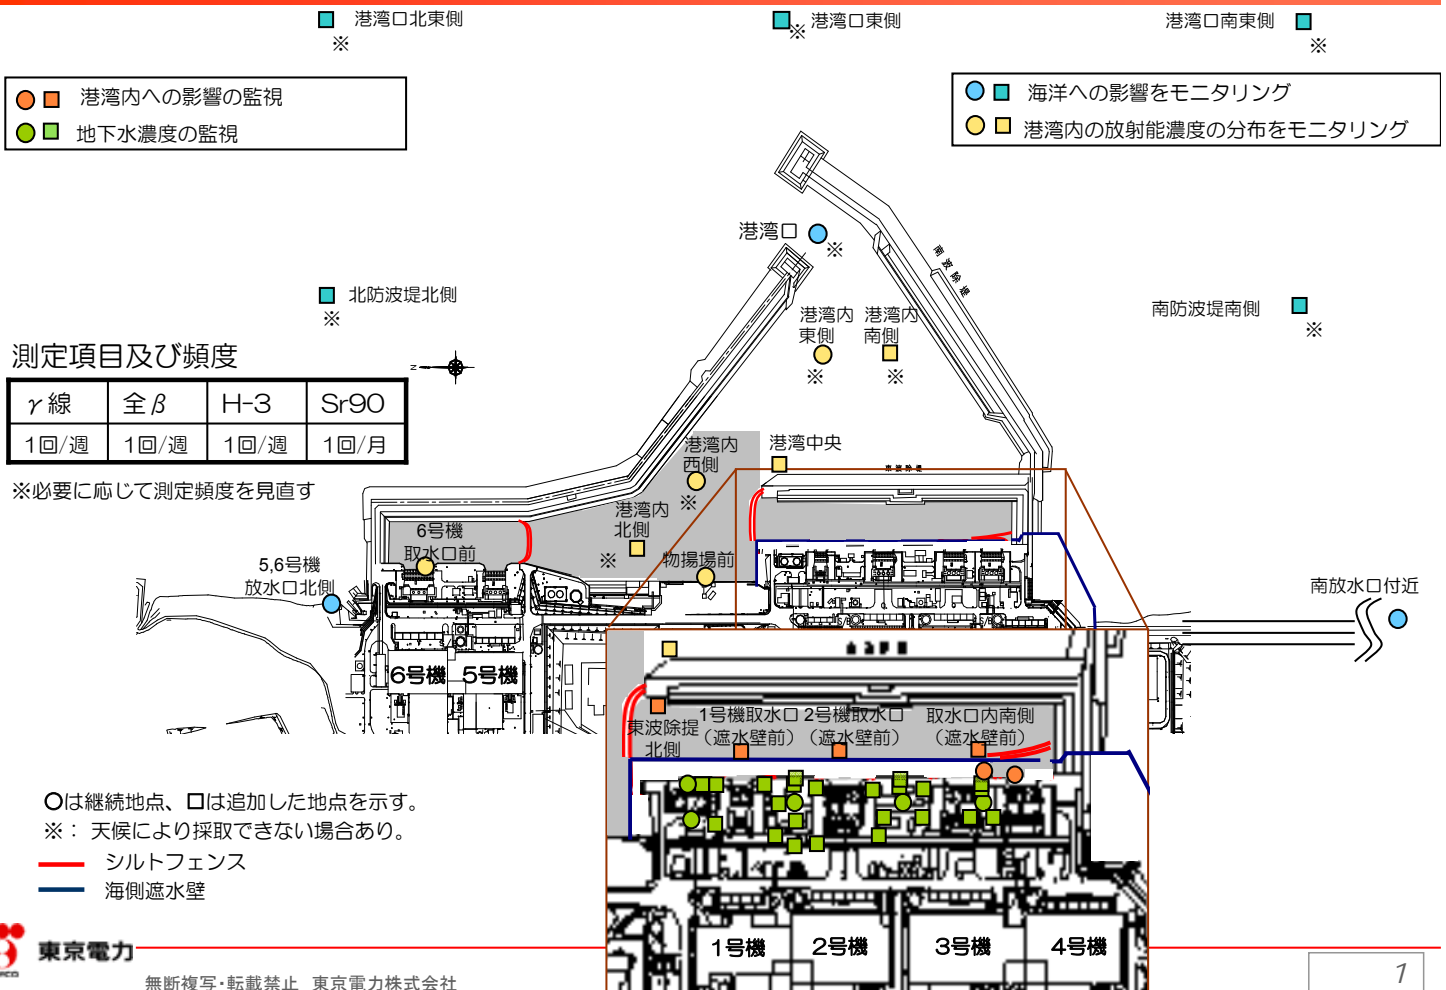 港湾口北東側
※
港湾口東側
※
港湾口南東側
※
港湾内への影響の監視
地下水濃度の監視
海洋への影響をモニタリング
港湾内の放射能濃度の分布をモニタリング
港湾口
※
南波除堤
北防波堤北側
※
港湾内
東側
※
港湾内
南側
※
南防波堤南側
※
測定項目及び頻度
γ線 全β H-3 Sr90
1回/週 1回/週 1回/週 1回/月
※必要に応じて測定頻度を見直す
N
港湾内
西側
※
港湾中央
東波除堤
港湾内
北側
※
物揚場前
6号機
取水口前
5,6号機
放水口北側
南放水口付近
6号機 5号機
東波除堤
北側
1号機取水口
(遮水壁前)
2号機取水口
(遮水壁前)
取水口内南側
(遮水壁前)
1号機 2号機 3号機 4号機
○は継続地点、□は追加した地点を示す。
※： 天候により採取できない場合あり。
シルトフェンス
海側遮水壁
東京電力
無断複写・転載禁止 東京電力株式会社
1